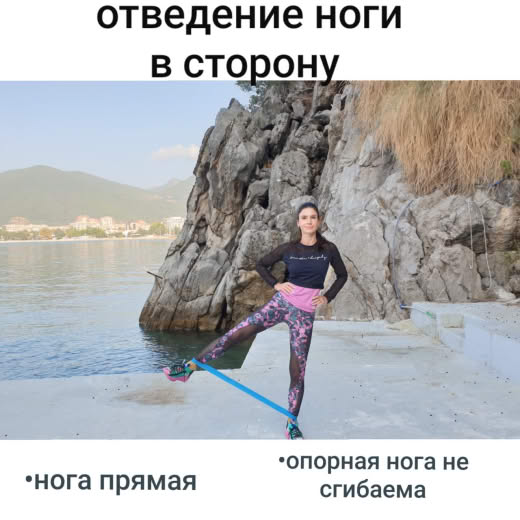 отведение ноги
в сторону
•нога прямая
•опорная нога не
сгибаема